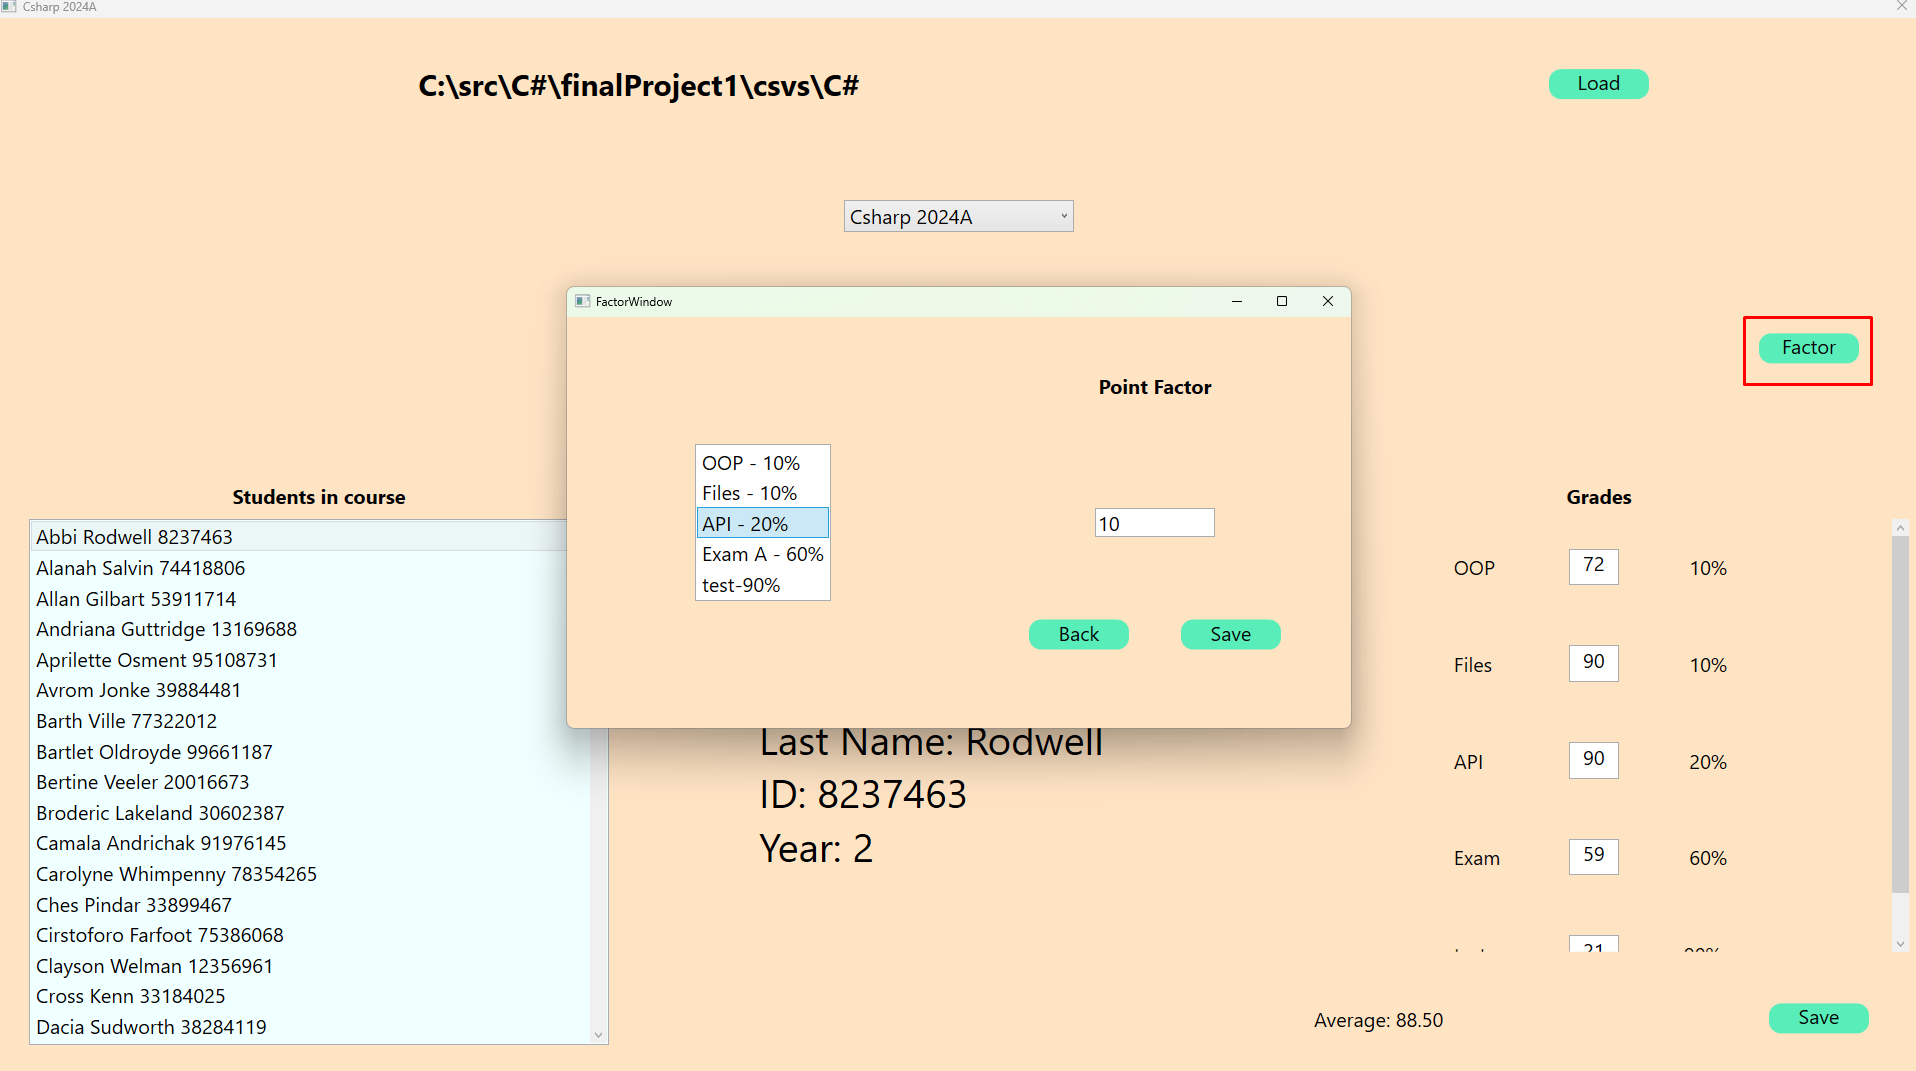 Csharp 2024A
C:\src\C#\finalProject1\csvs\C#
Load
Csharp 2024A
FactorWindow
Point Factor
OOP - 10%
Files - 10%
API - 20%
Exam A - 60%
test-90%
10
Back
Save
Factor
Students in course
Abbi Rodwell 8237463
Alanah Salvin 74418806
Allan Gilbart 53911714
Andriana Guttridge 13169688
Aprilette Osment 95108731
Avrom Jonke 39884481
Barth Ville 77322012
Bartlet Oldroyde 99661187
Bertine Veeler 20016673
Broderic Lakeland 30602387
Camala Andrichak 91976145
Carolyne Whimpenny 78354265
Ches Pindar 33899467
Cirstoforo Farfoot 75386068
Clayson Welman 12356961
Cross Kenn 33184025
Dacia Sudworth 38284119
Last Name: Rodwell
ID: 8237463
Year: 2
Grades
OOP 72 10%
Files 90 10%
API 90 20%
Exam 59 60%
21
Average: 88.50
Save